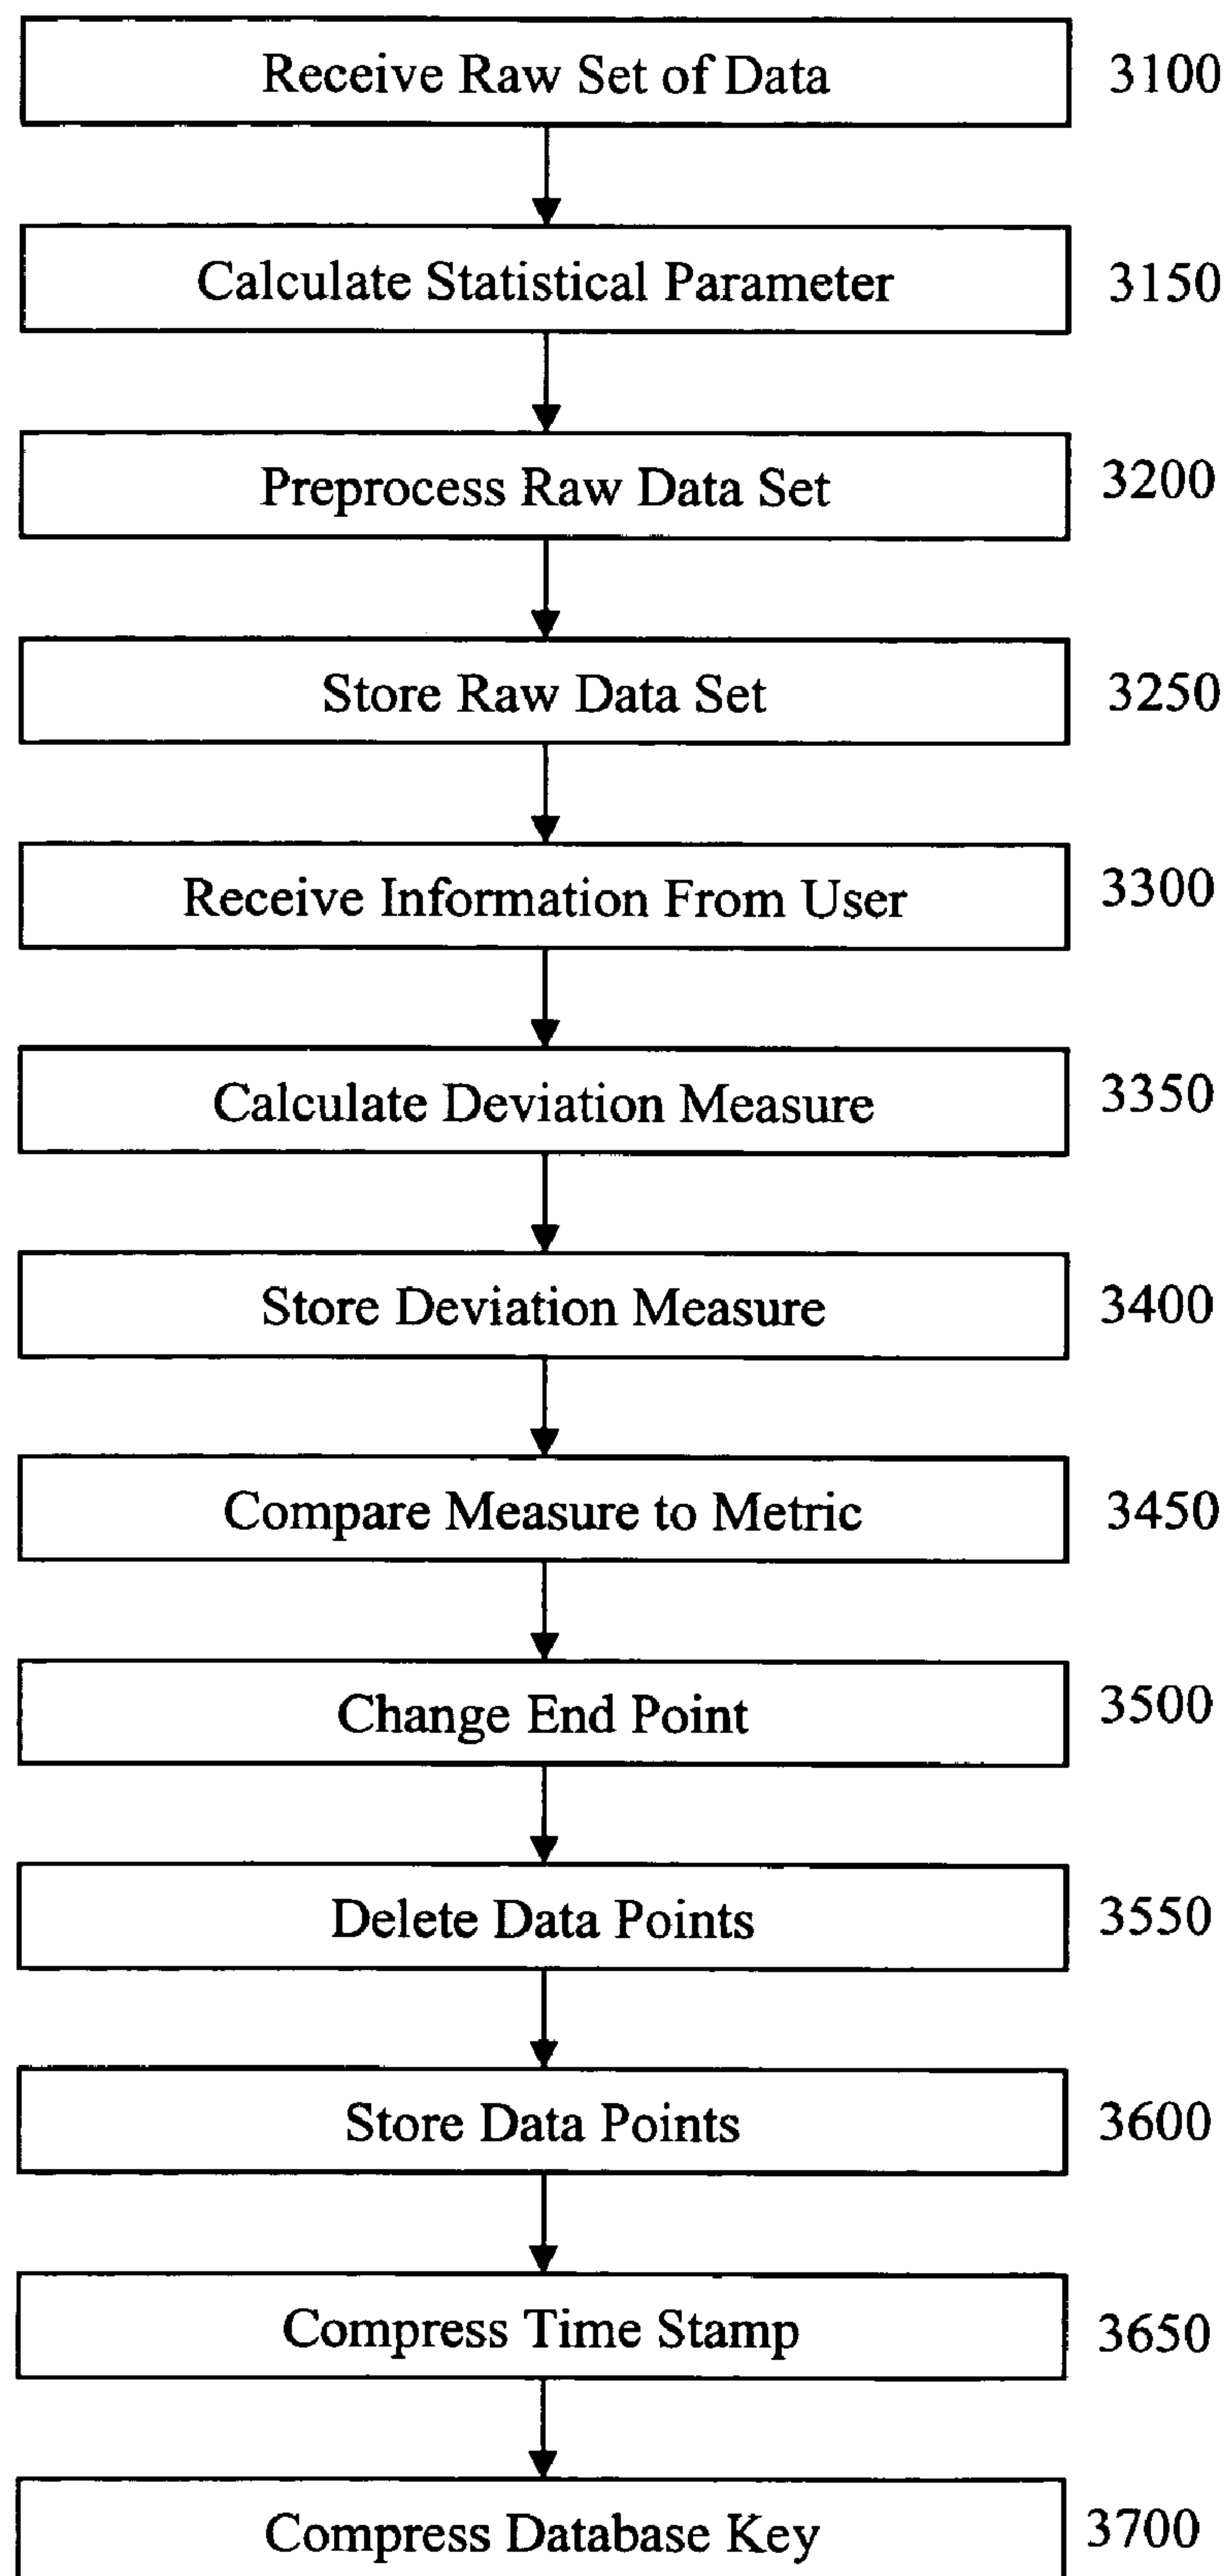 Receive Raw Set of Data 3100
Calculate Statistical Parameter 3150
Preprocess Raw Data Set 3200
Store Raw Data Set 3250
Receive Information From User 3300
Calculate Deviation Measure 3350
Store Deviation Measure 3400
Compare Measure to Metric 3450
Change End Point 3500
Delete Data Points 3550
Store Data Points 3600
Compress Time Stamp 3650
Compress Database Key 3700